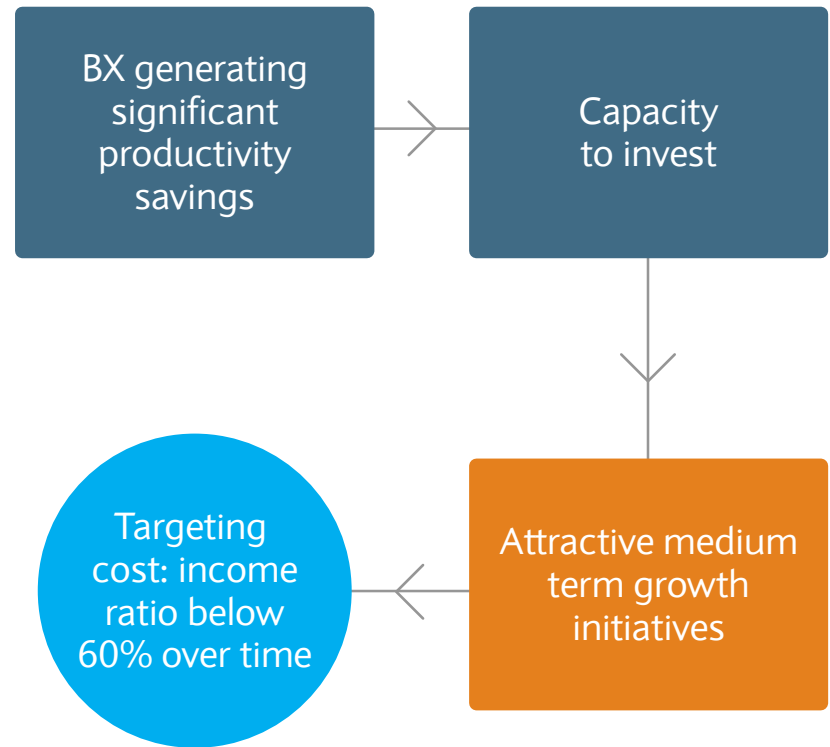 BX generating
significant
productivity
savings
Capacity
to invest
Attractive medium
term growth
initiatives
Targeting
cost: income
ratio below
60% over time